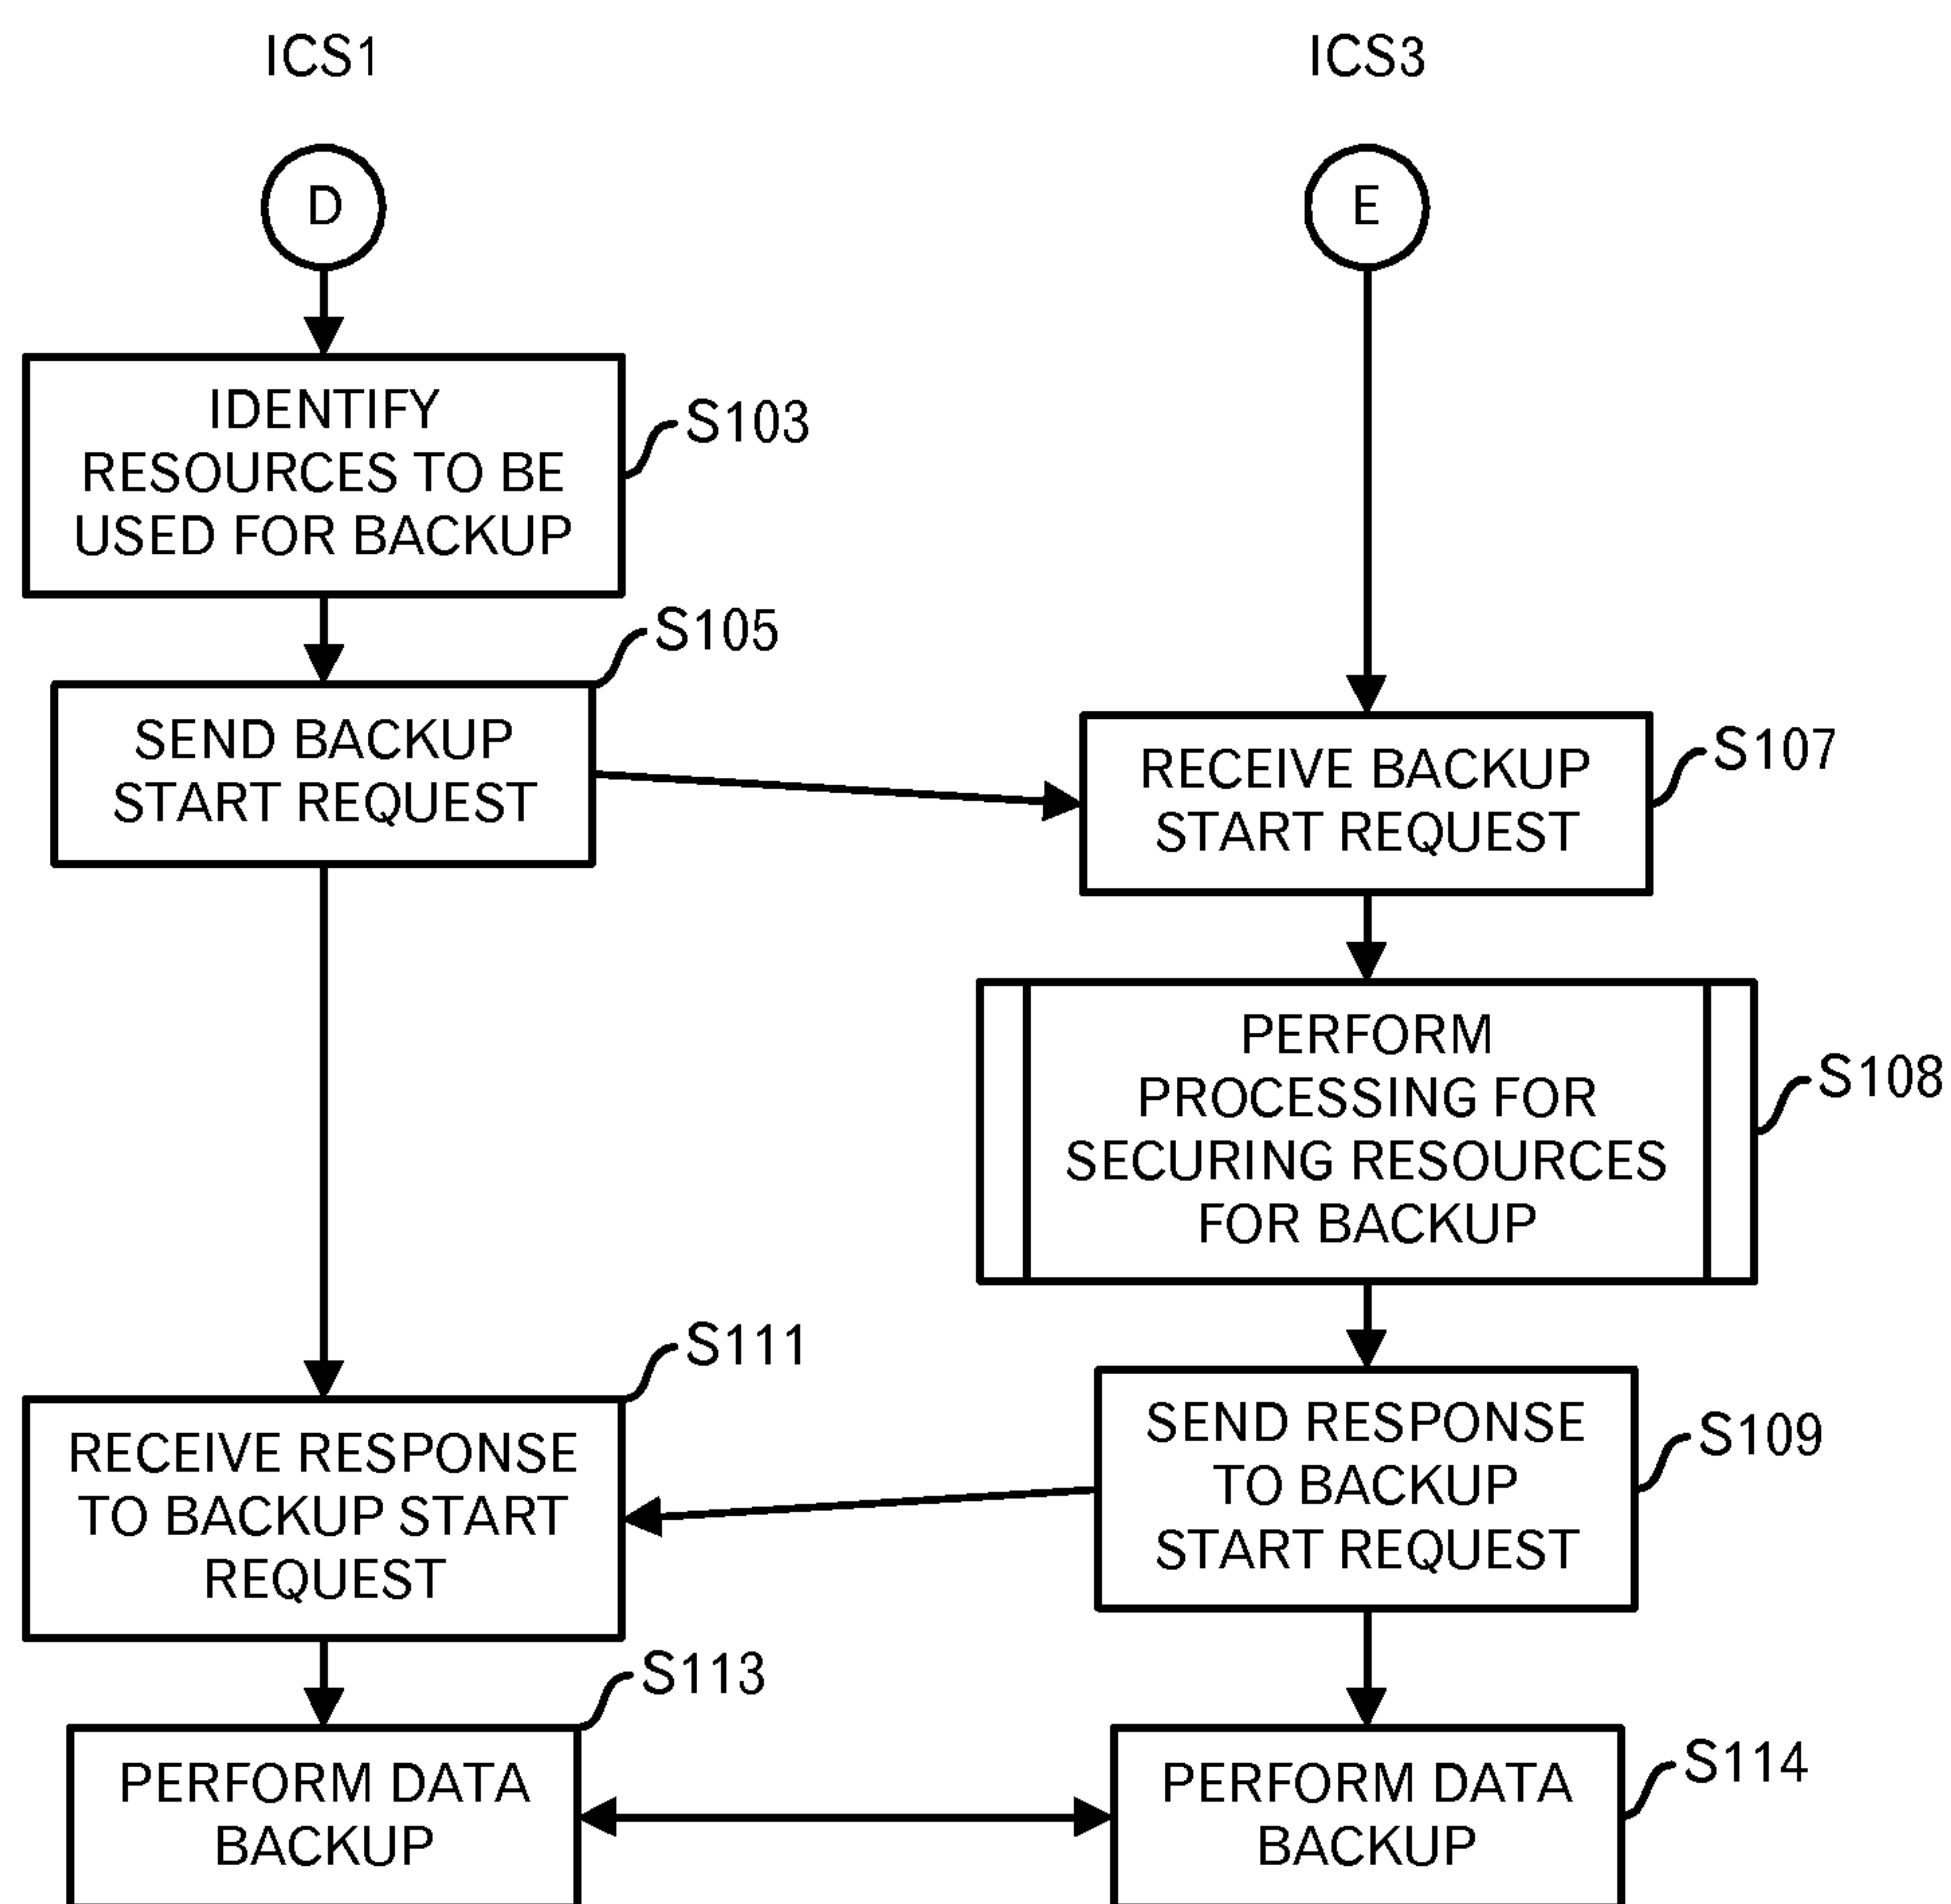 ICS1
ICS3
D
E
IDENTIFY
RESOURCES TO BE
USED FOR BACKUP
S103
S105
SEND BACKUP
START REQUEST
RECEIVE BACKUP
START REQUEST
S107
PERFORM
PROCESSING FOR
SECURING RESOURCES
FOR BACKUP
S108
S111
RECEIVE RESPONSE
TO BACKUP START
REQUEST
SEND RESPONSE
TO BACKUP
START REQUEST
S109
S113
PERFORM DATA
BACKUP
PERFORM DATA
BACKUP
S114